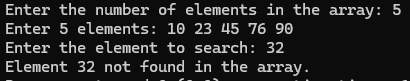 Enter the number of elements in the array: 5
Enter 5 elements: 10 23 45 76 90
Enter the element to search: 32
Element 32 not found in the array.